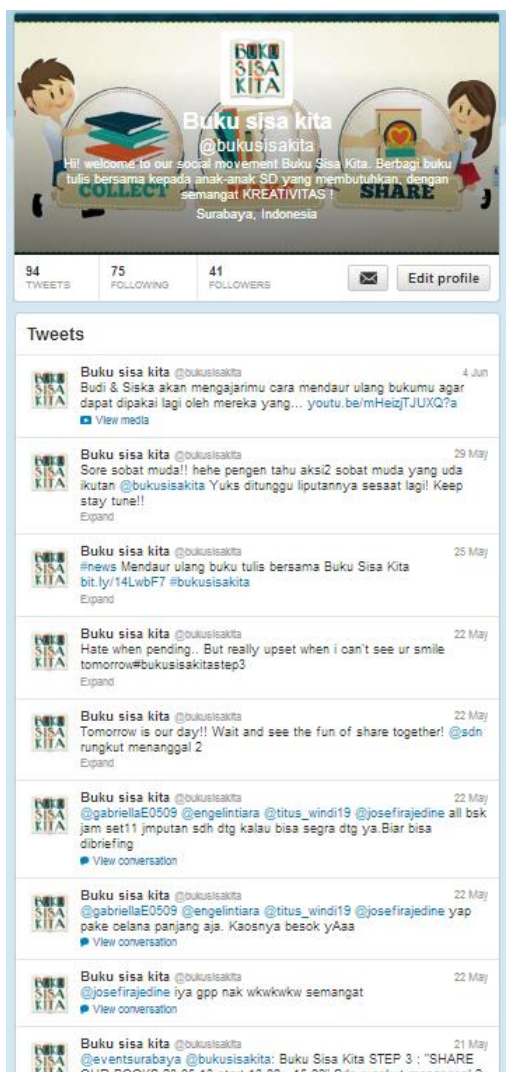 BUKU
SISA
KITA
Buku sisa kita
@bukusisakita
Hi! welcome to our social movement Buku Sisa Kita. Berbagi buku
tulis bersama kepada anak-anak SD yang membutuhkan, dengan
semangat KREATIVITAS !
COLLECT
SHARE
Surabaya, Indonesia
94
TWEETS
75
FOLLOWING
41
FOLLOWERS
Edit profile
Tweets
Buku sisa kita @bukusisakita 4 Jun
Budi & Siska akan mengajarimu cara mendaur ulang bukumu agar
dapat dipakai lagi oleh mereka yang... youtu.be/mHeizjTJUXQ?a
View media
Buku sisa kita @bukusisakita 29 May
Sore sobat muda!! hehe pengen tahu aksi2 sobat muda yang uda
ikutan @bukusisakita Yuks ditunggu liputannya sesaat lagi! Keep
stay tune!!
Expand
Buku sisa kita @bukusisakita 25 May
#news Mendaur ulang buku tulis bersama Buku Sisa Kita
bit.ly/14LwbF7 #bukusisakita
Expand
Buku sisa kita @bukusisakita 22 May
Hate when pending.. But really upset when i can't see ur smile
tomorrow#bukusisakitastep3
Expand
Buku sisa kita @bukusisakita 22 May
Tomorrow is our day!! Wait and see the fun of share together! @sdn
rungkut menanggal 2
Expand
Buku sisa kita @bukusisakita 22 May
@gabriellaE0509 @engelintiara @titus_windi19 @josefirajedine all bsk
jam set11 jmputan sdh dtg kalau bisa segra dtg ya.Biar bisa
dibriefing
View conversation
Buku sisa kita @bukusisakita 22 May
@gabriellaE0509 @engelintiara @titus_windi19 @josefirajedine yap
pake celana panjang aja. Kaosnya besok yAaa
View conversation
Buku sisa kita @bukusisakita 22 May
@josefirajedine iya gpp nak wkwkwkw semangat
View conversation
Buku sisa kita @bukusisakita 21 May
@eventsurabaya @bukusisakita: Buku Sisa Kita STEP 3 : "SHARE